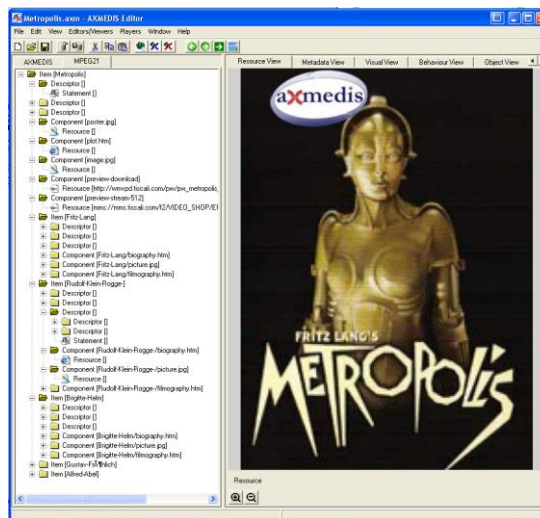 Metropolis.axm - AXMEDIS Editor
File Edit View Editors/Viewers Players Window Help
AXMEDIS MPEG21
Item [Metropolis]
Descriptor []
Statement []
Descriptor []
Descriptor []
Component [poster.jpg]
Resource []
Component [plot.htm]
Resource []
Component [image.jpg]
Resource []
Component [preview-download]
Resource [http://wmvpd.tiscali.com/pw/pw_metropolis_
Component [preview-stream-512]
Resource [mms://mms.tiscali.com/12/VIDEO_SHOP/E
Item [Fritz-Lang]
Descriptor []
Descriptor []
Descriptor []
Component [Fritz-Lang/biography.htm]
Component [Fritz-Lang/picture.jpg]
Component [Fritz-Lang/filmography.htm]
Item [Rudolf-Klein-Rogge-]
Descriptor []
Descriptor []
Descriptor []
Descriptor []
Descriptor []
Statement []
Component [Rudolf-Klein-Rogge-/biography.htm]
Resource []
Component [Rudolf-Klein-Rogge-/picture.jpg]
Resource []
Component [Rudolf-Klein-Rogge-/filmography.htm]
Item [Brigitte-Helm]
Descriptor []
Descriptor []
Descriptor []
Component [Brigitte-Helm/biography.htm]
Component [Brigitte-Helm/picture.jpg]
Component [Brigitte-Helm/filmography.htm]
Item [Gustav-FrÃ¶hlich]
Item [Alfred-Abel]
Resource View Metadata View Visual View Behaviour View Object View
axmedis
FRITZ LANG'S
METROPOLIS
Resource